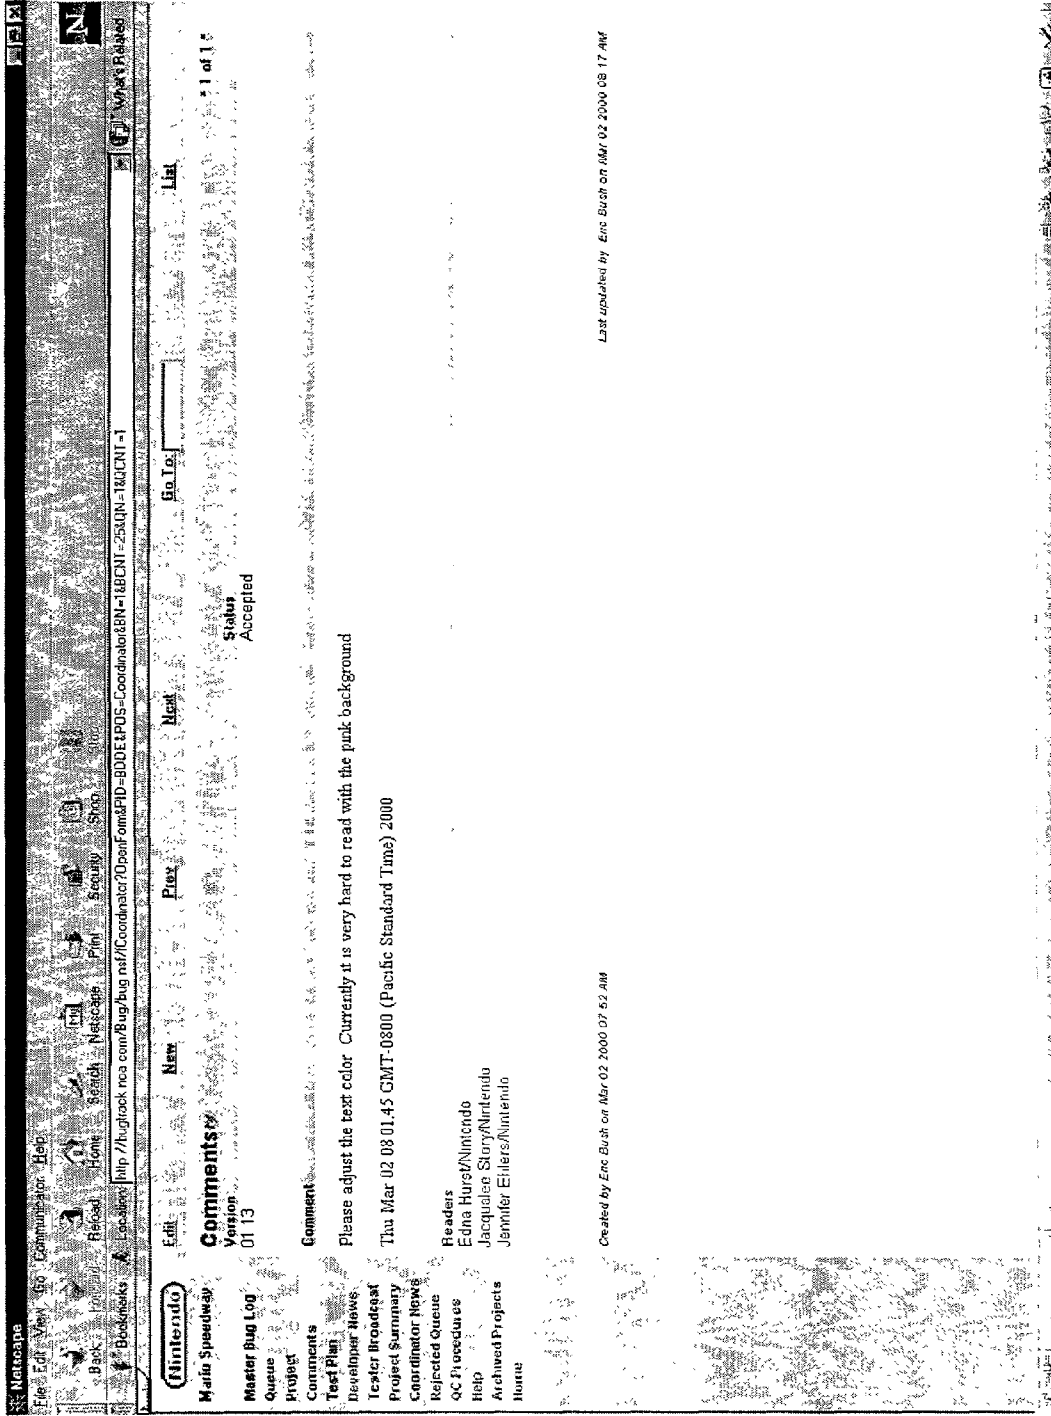 Netscape
File Edit View Go Communicator Help
Back Reload Home Search Netscape Print Security Shop Stop
Bookmarks Location: http //bugtrack noa com/Bug/bug nsf/fCoordinator?OpenForm&PID=BDDE&POS=Coordinator&BN=1&BCNT=25&QN=1&QCNT=1 What's Related
Nintendo
Mario Speedway
Master Bug Log
Queue
Project
Comments
Test Plan
Developer News
Tester Broadcast
Project Summary
Coordinator News
Rejected Queue
QC Procedures
Help
Archived Projects
Home
Edit New Prev Next Go To: List
Comments
1 of 1
Version Status
01 13 Accepted
Comment
Please adjust the text color Currently it is very hard to read with the pink background
Thu Mar 02 08 01.45 GMT-0800 (Pacific Standard Time) 2000
Readers
Edna Hurst/Nintendo
Jacqualee Story/Nintendo
Jennifer Ehlers/Nintendo
Created by Eric Bush on Mar 02 2000 07 52 AM Last updated by Eric Bush on Mar 02 2000 08 17 AM